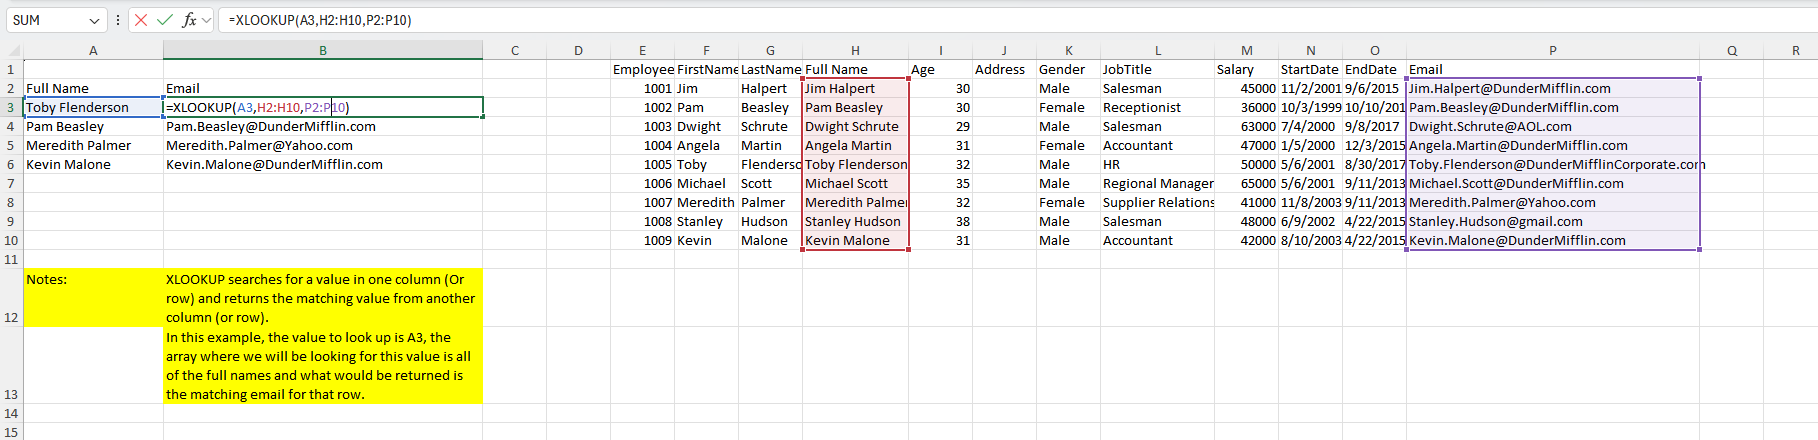 SUM fx =XLOOKUP(A3,H2:H10,P2:P10)
A B C D E F G H I J K L M N O P Q R
1 Employee FirstName LastName Full Name Age Address Gender JobTitle Salary StartDate EndDate Email
2 Full Name Email 1001 Jim Halpert Jim Halpert 30 Male Salesman 45000 11/2/2001 9/6/2015 Jim.Halpert@DunderMifflin.com
3 Toby Flenderson =XLOOKUP(A3,H2:H10,P2:P10) 1002 Pam Beasley Pam Beasley 30 Female Receptionist 36000 10/3/1999 10/10/201 Pam.Beasley@DunderMifflin.com
4 Pam Beasley Pam.Beasley@DunderMifflin.com 1003 Dwight Schrute Dwight Schrute 29 Male Salesman 63000 7/4/2000 9/8/2017 Dwight.Schrute@AOL.com
5 Meredith Palmer Meredith.Palmer@Yahoo.com 1004 Angela Martin Angela Martin 31 Female Accountant 47000 1/5/2000 12/3/2015 Angela.Martin@DunderMifflin.com
6 Kevin Malone Kevin.Malone@DunderMifflin.com 1005 Toby Flenderso Toby Flenderson 32 Male HR 50000 5/6/2001 8/30/2017 Toby.Flenderson@DunderMifflinCorporate.com
7 1006 Michael Scott Michael Scott 35 Male Regional Manager 65000 5/6/2001 9/11/2013 Michael.Scott@DunderMifflin.com
8 1007 Meredith Palmer Meredith Palmer 32 Female Supplier Relations 41000 11/8/2003 9/11/2013 Meredith.Palmer@Yahoo.com
9 1008 Stanley Hudson Stanley Hudson 38 Male Salesman 48000 6/9/2002 4/22/2015 Stanley.Hudson@gmail.com
10 1009 Kevin Malone Kevin Malone 31 Male Accountant 42000 8/10/2003 4/22/2015 Kevin.Malone@DunderMifflin.com
11
Notes: XLOOKUP searches for a value in one column (Or
row) and returns the matching value from another
12 column (or row).
In this example, the value to look up is A3, the
array where we will be looking for this value is all
of the full names and what would be returned is
13 the matching email for that row.
14
15